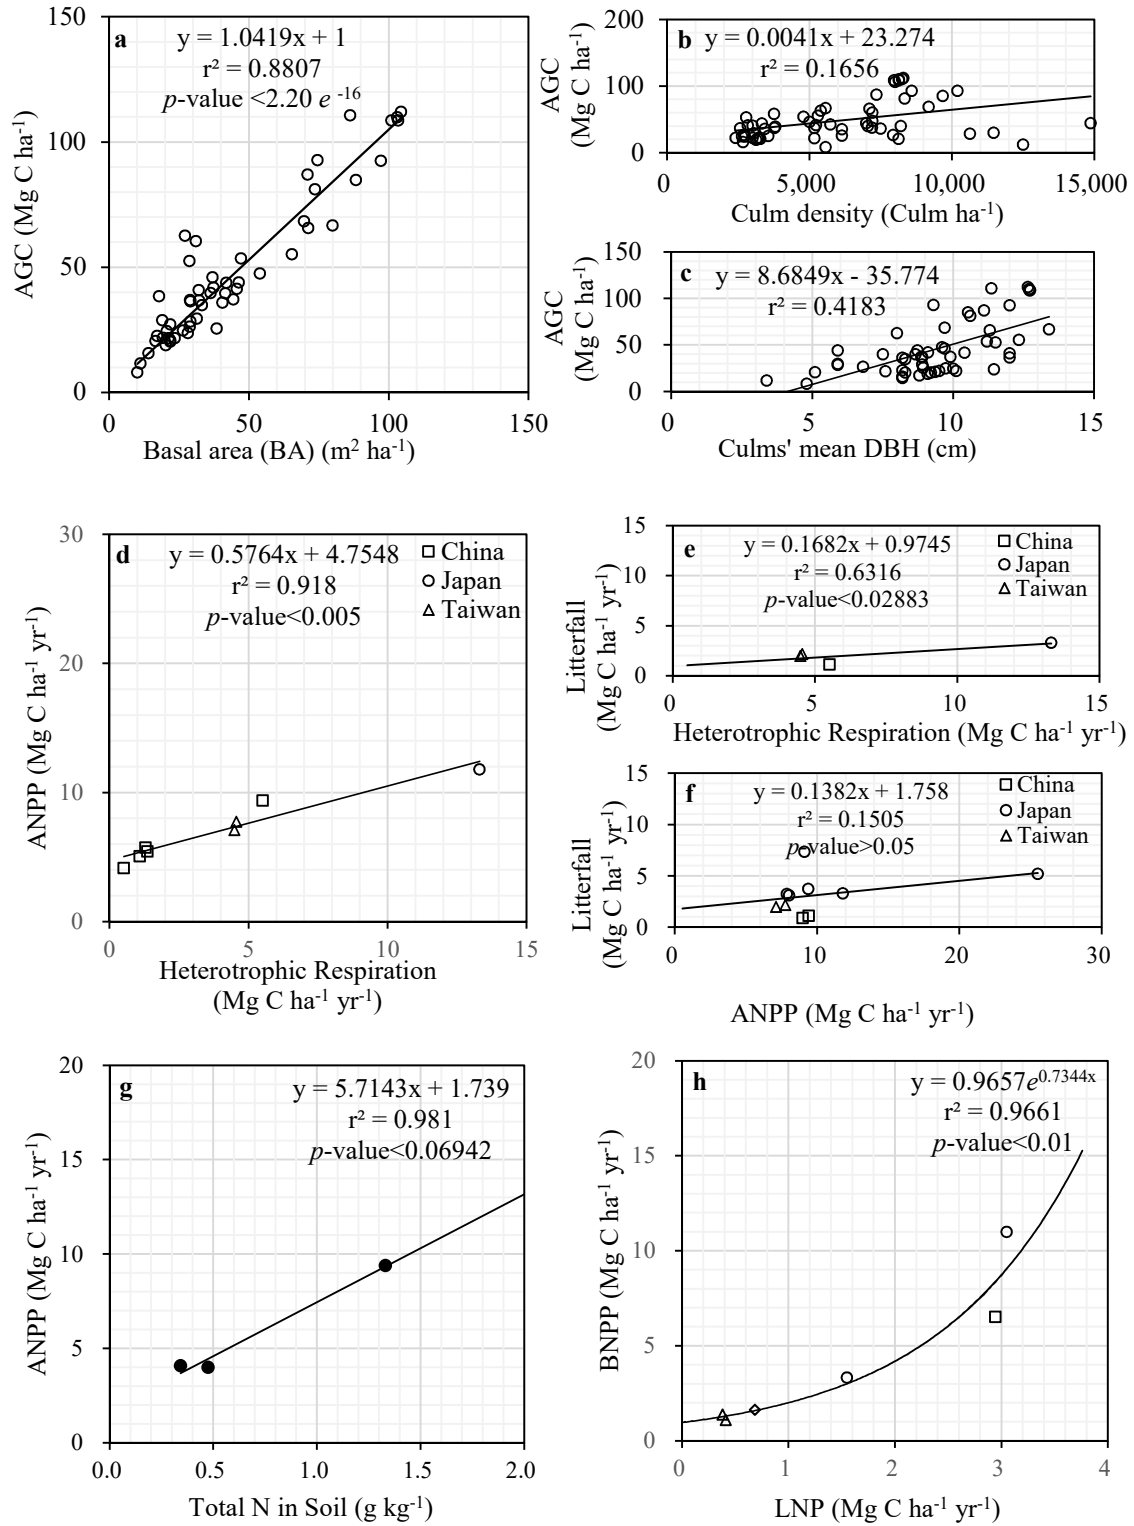 a
y = 1.0419x + 1
r² = 0.8807
p-value <2.20 e -16
150
100
50
0
AGC (Mg C ha-1)
0 50 100 150
Basal area (BA) (m2 ha-1)
b
y = 0.0041x + 23.274
r² = 0.1656
200
100
0
AGC
(Mg C ha-1)
0 5,000 10,000 15,000
Culm density (Culm ha-1)
c
y = 8.6849x - 35.774
r² = 0.4183
150
100
50
0
AGC
(Mg C ha-1)
0 5 10 15
Culms' mean DBH (cm)
d
y = 0.5764x + 4.7548
r² = 0.918
p-value<0.005
China
Japan
Taiwan
30
20
10
0
ANPP (Mg C ha-1 yr-1)
0 5 10 15
Heterotrophic Respiration
(Mg C ha-1 yr-1)
e
y = 0.1682x + 0.9745
r² = 0.6316
p-value<0.02883
China
Japan
Taiwan
15
10
5
0
Litterfall
(Mg C ha-1 yr-1)
0 5 10 15
Heterotrophic Respiration (Mg C ha-1 yr-1)
f
y = 0.1382x + 1.758
r² = 0.1505
p-value>0.05
China
Japan
Taiwan
15
10
5
0
Litterfall
(Mg C ha-1 yr-1)
0 10 20 30
ANPP (Mg C ha-1 yr-1)
g
y = 5.7143x + 1.739
r² = 0.981
p-value<0.06942
20
15
10
5
0
ANPP (Mg C ha-1 yr-1)
0.0 0.5 1.0 1.5 2.0
Total N in Soil (g kg-1)
h
y = 0.9657e0.7344x
r² = 0.9661
p-value<0.01
20
15
10
5
0
BNPP (Mg C ha-1 yr-1)
0 1 2 3 4
LNP (Mg C ha-1 yr-1)